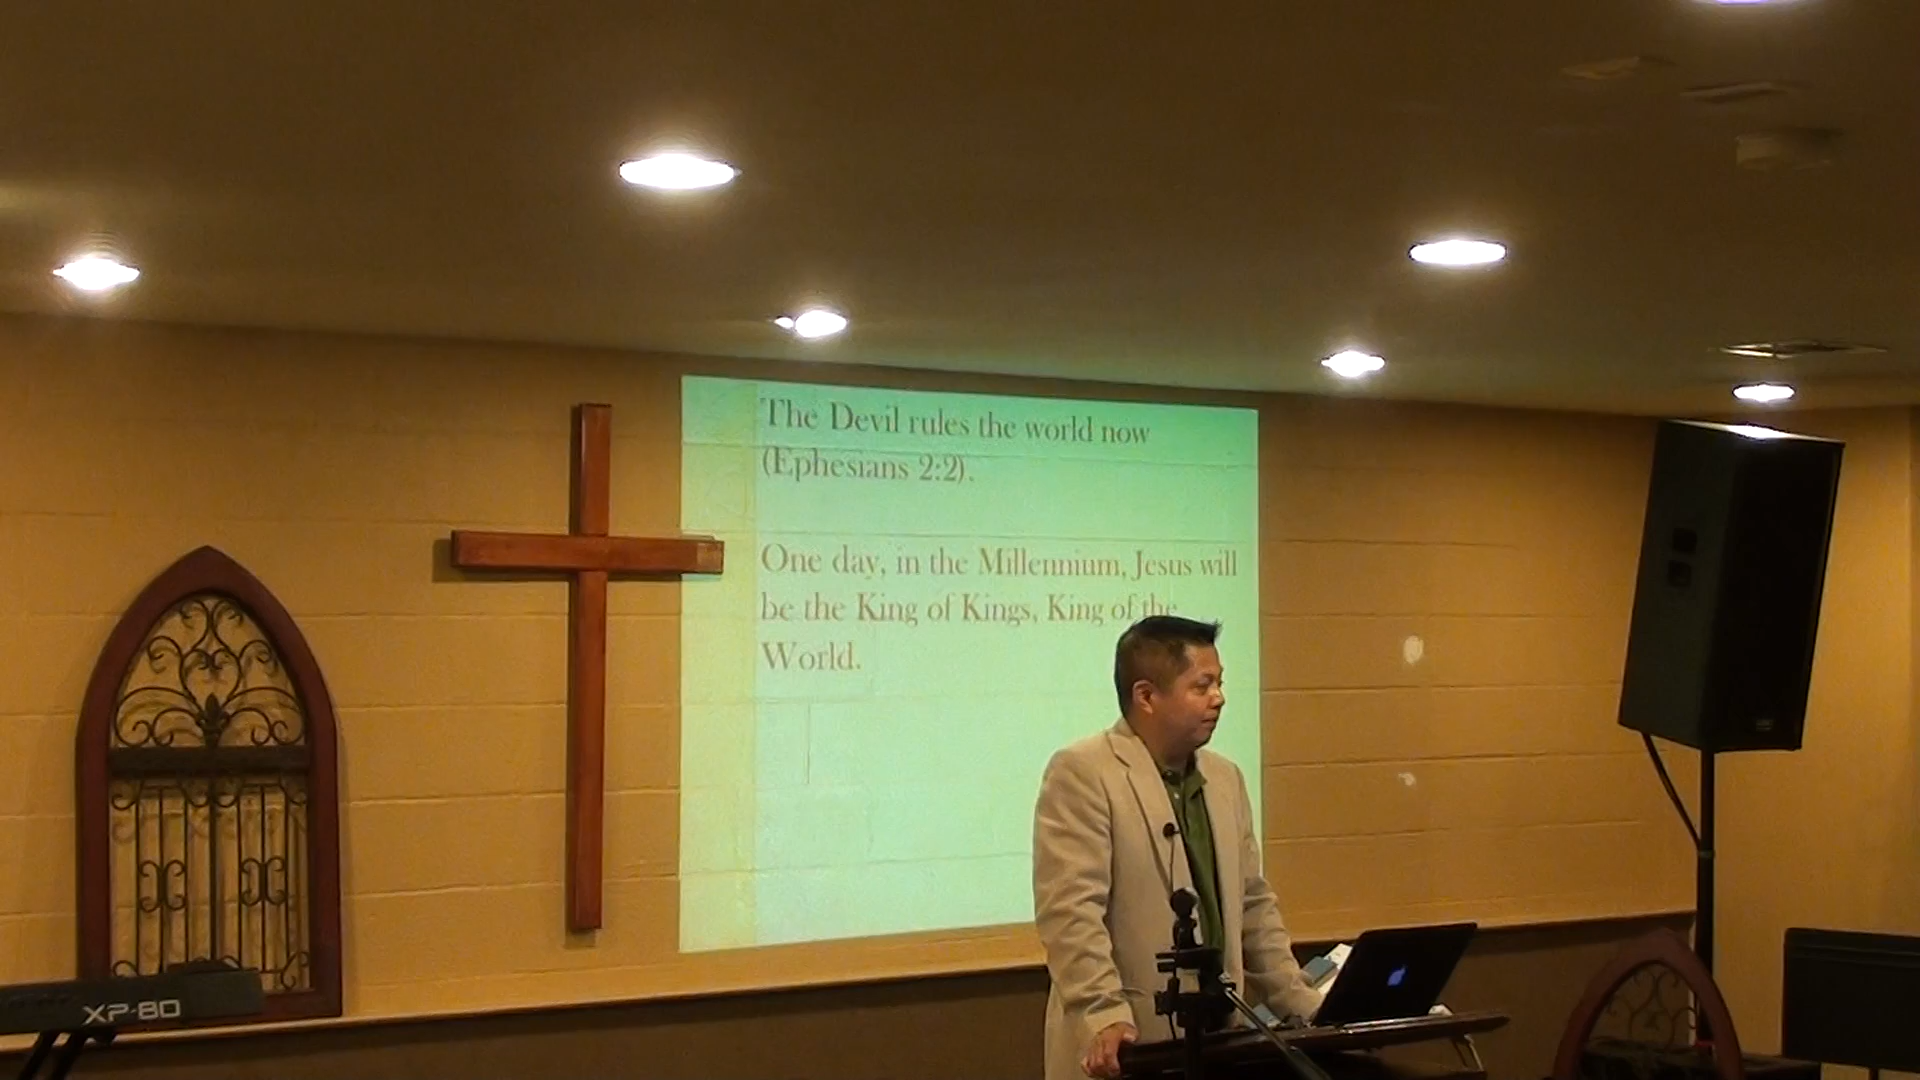 The Devil rules the world now
(Ephesians 2:2).
One day, in the Millennium, Jesus will
be the King of Kings, King of the
World.
XP-80